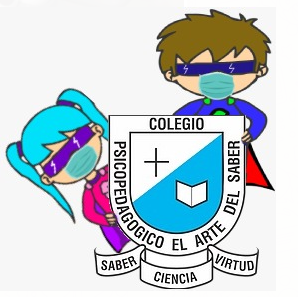 COLEGIO
PSICOPEDAGOGICO EL ARTE DEL SABER
SABER
CIENCIA
VIRTUD